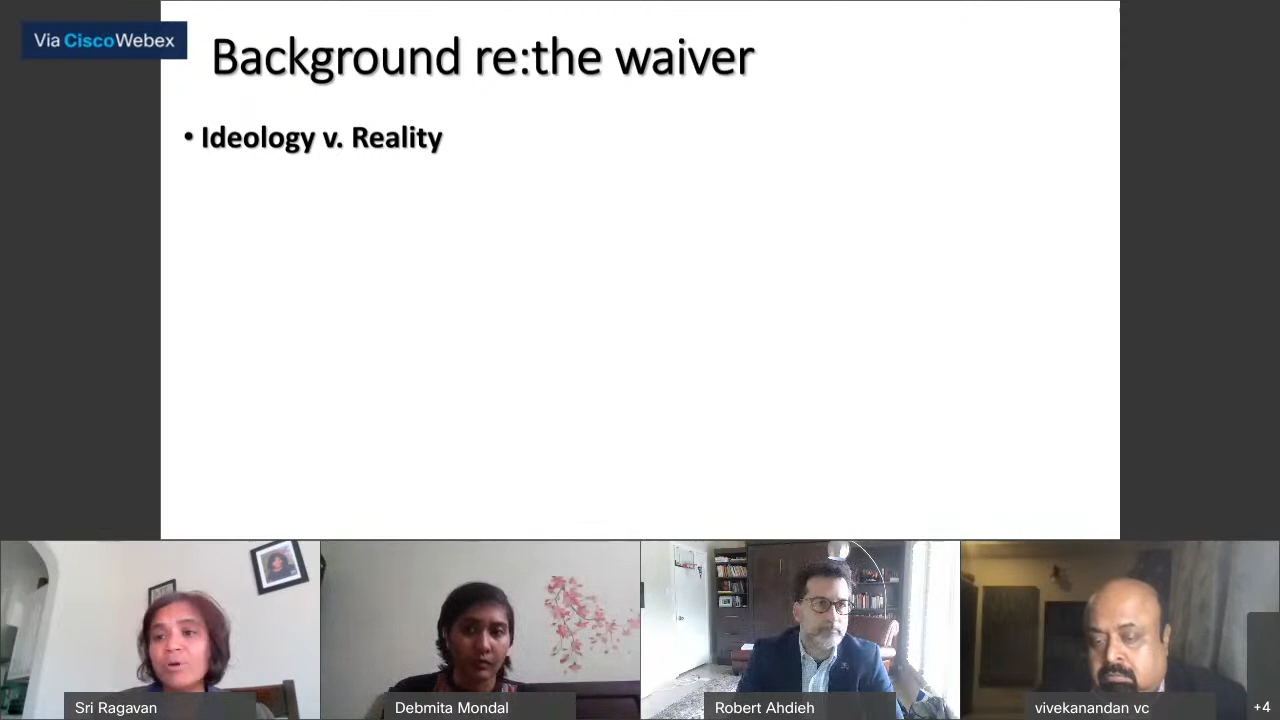 Via CiscoWebex
Background re:the waiver
• Ideology v. Reality
Sri Ragavan
Debmita Mondal
Robert Ahdieh
vivekanandan vc
+4